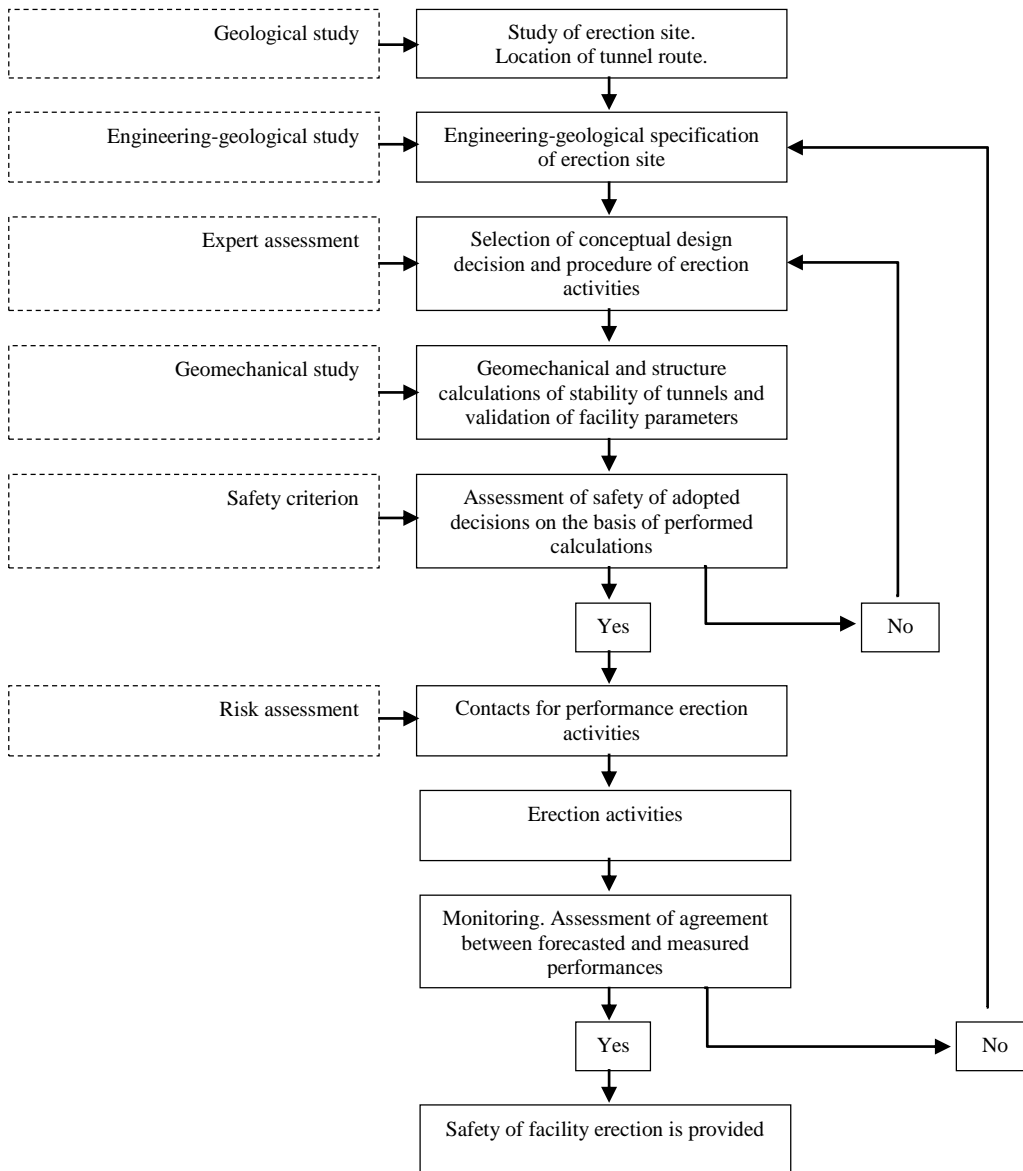 Geological study
Study of erection site.
Location of tunnel route.
Engineering-geological study
Engineering-geological specification
of erection site
Expert assessment
Selection of conceptual design
decision and procedure of erection
activities
Geomechanical study
Geomechanical and structure
calculations of stability of tunnels and
validation of facility parameters
Safety criterion
Assessment of safety of adopted
decisions on the basis of performed
calculations
Yes
No
Risk assessment
Contacts for performance erection
activities
Erection activities
Monitoring. Assessment of agreement
between forecasted and measured
performances
Yes
No
Safety of facility erection is provided